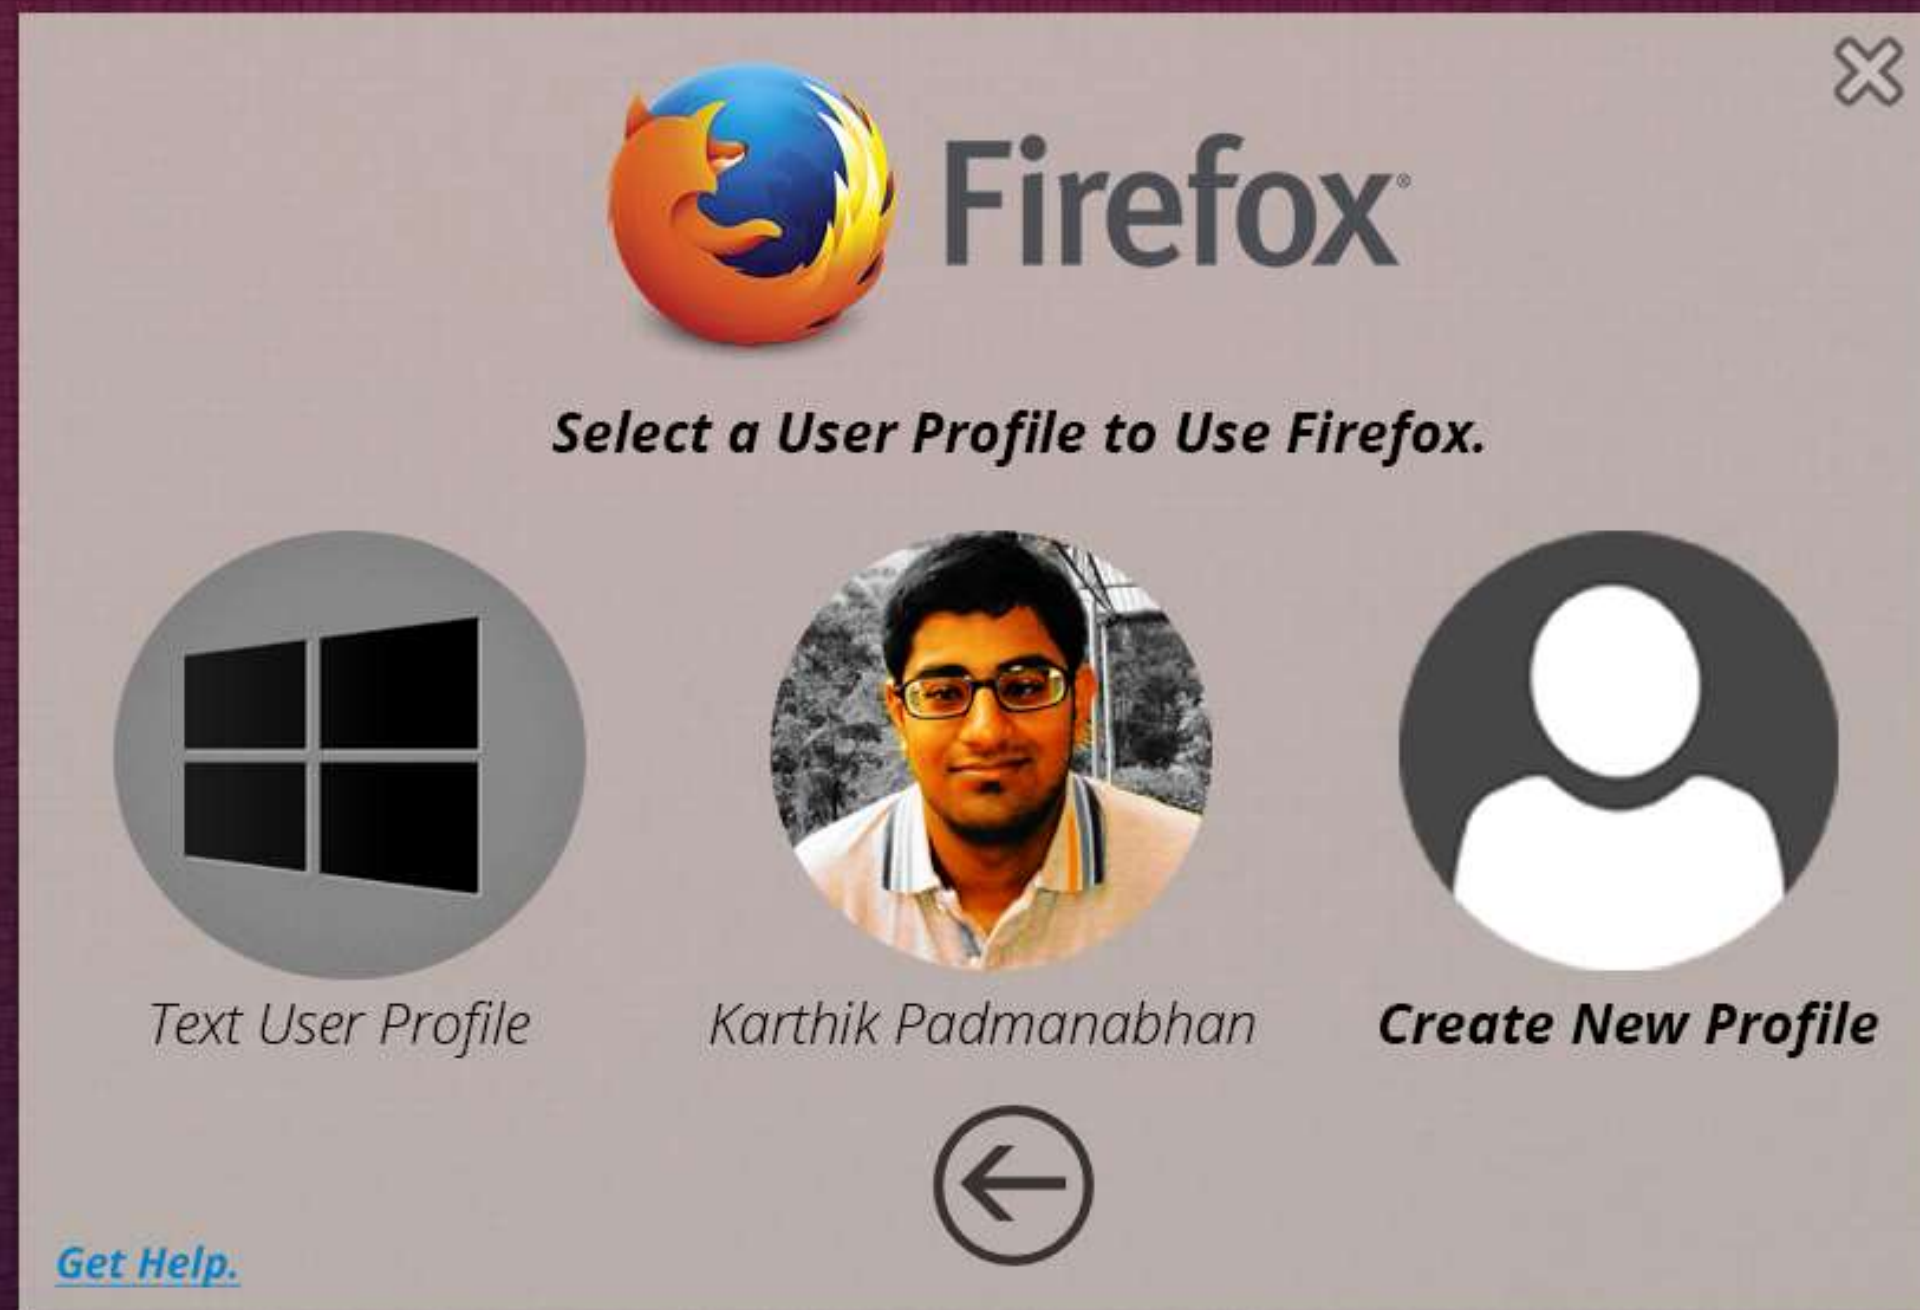 Firefox®
Select a User Profile to Use Firefox.
Text User Profile
Karthik Padmanabhan
Create New Profile
Get Help.